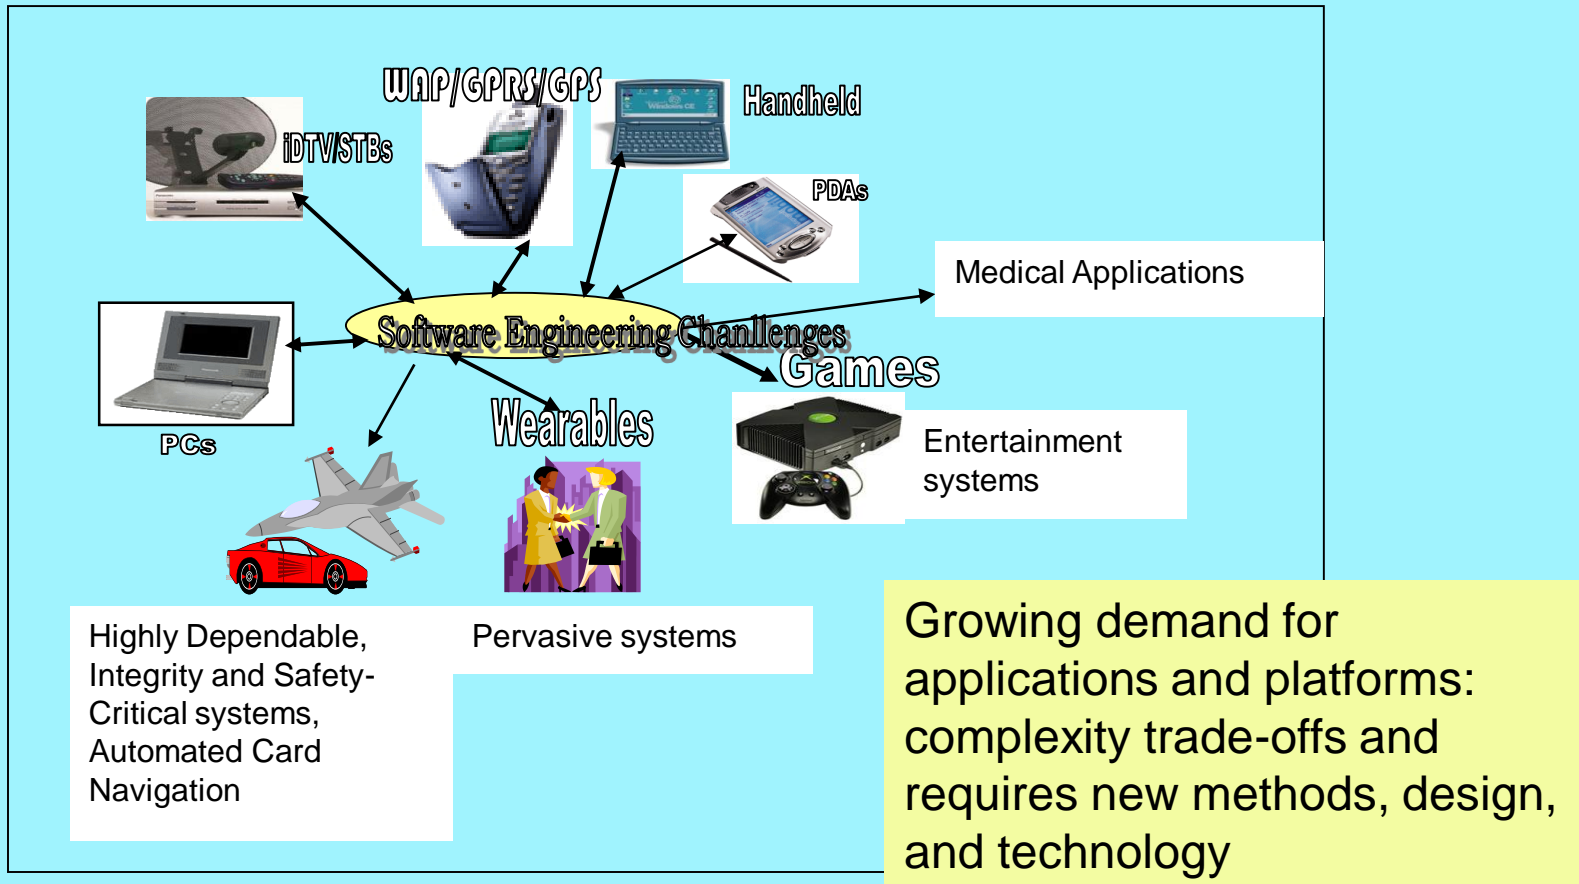 WAP/GPRS/GPS
Handheld
iDTV/STBs
Windows CE
PDAs
Medical Applications
Software Engineering Chanllenges
Games
PCs
Wearables
Entertainment
systems
Highly Dependable,
Integrity and Safety-
Critical systems,
Automated Card
Navigation
Pervasive systems
Growing demand for
applications and platforms:
complexity trade-offs and
requires new methods, design,
and technology